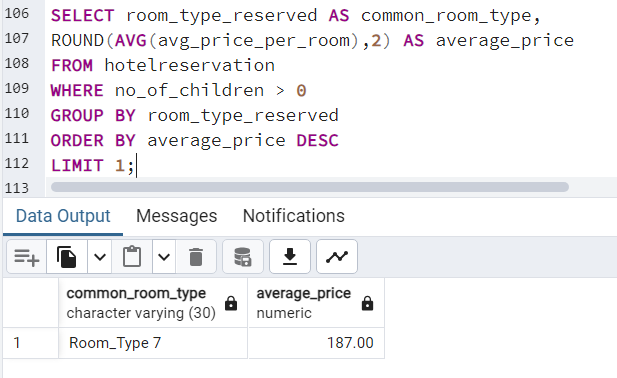 106 SELECT room_type_reserved AS common_room_type,
107 ROUND(AVG(avg_price_per_room),2) AS average_price
108 FROM hotelreservation
109 WHERE no_of_children > 0
110 GROUP BY room_type_reserved
111 ORDER BY average_price DESC
112 LIMIT 1;
113
Data Output Messages Notifications
common_room_type average_price
character varying (30) numeric
1 Room_Type 7 187.00